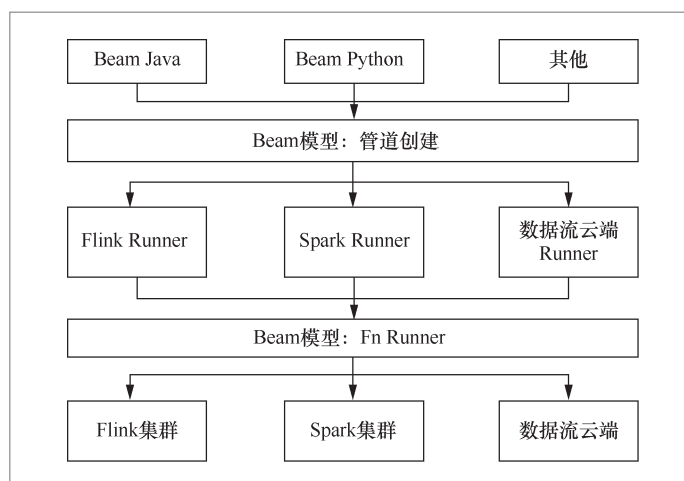 Beam Java
Beam Python
其他
Beam模型：管道创建
Flink Runner
Spark Runner
数据流云端
Runner
Beam模型：Fn Runner
Flink集群
Spark集群
数据流云端